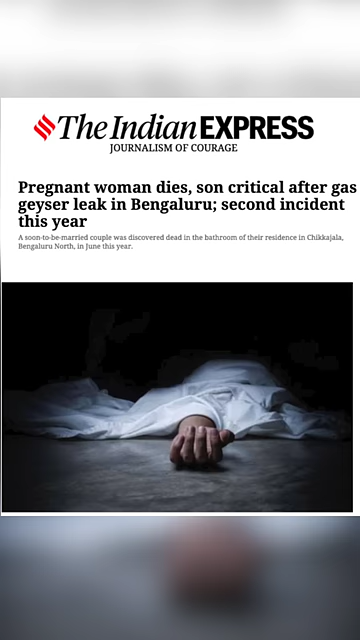 The Indian EXPRESS
JOURNALISM OF COURAGE
Pregnant woman dies, son critical after gas
geyser leak in Bengaluru; second incident
this year
A soon-to-be-married couple was discovered dead in the bathroom of their residence in Chikkajala,
Bengaluru North, in June this year.